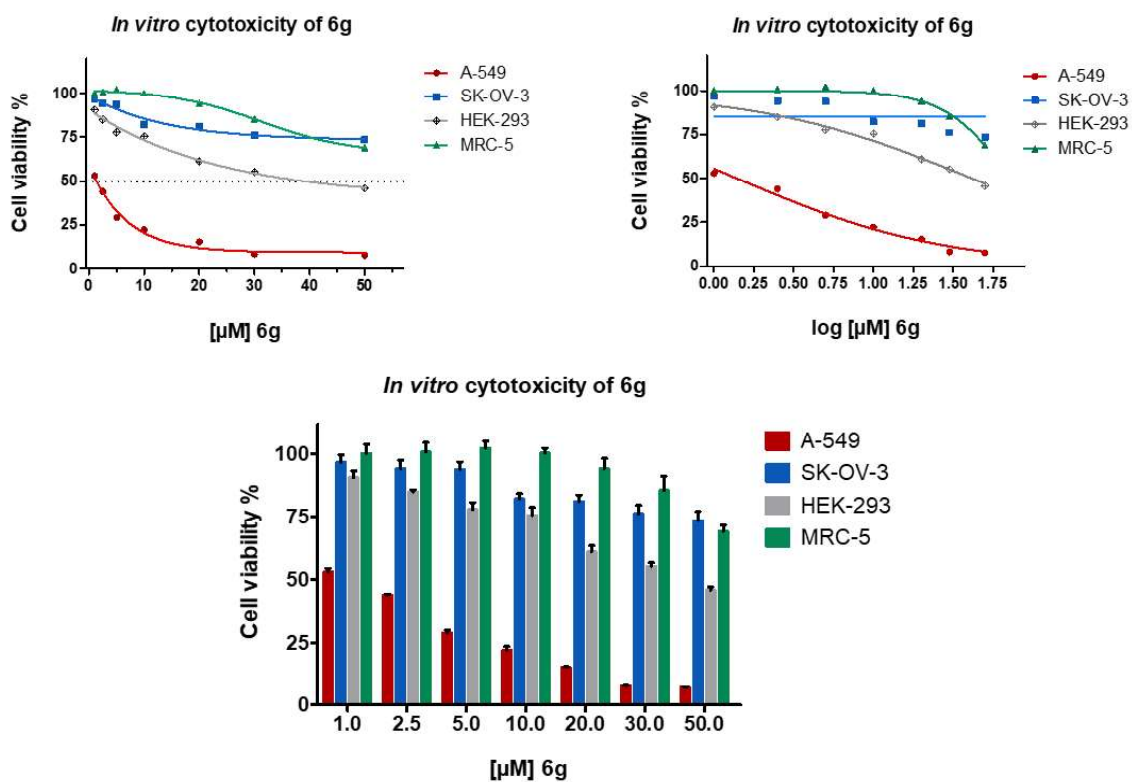 In vitro cytotoxicity of 6g
A-549
SK-OV-3
HEK-293
MRC-5
Cell viability %
100
75
50
25
0
0 10 20 30 40 50
[µM] 6g
In vitro cytotoxicity of 6g
A-549
SK-OV-3
HEK-293
MRC-5
Cell viability %
100
75
50
25
0
0.00 0.25 0.50 0.75 1.00 1.25 1.50 1.75
log [µM] 6g
In vitro cytotoxicity of 6g
A-549
SK-OV-3
HEK-293
MRC-5
Cell viability %
100
75
50
25
0
1.0 2.5 5.0 10.0 20.0 30.0 50.0
[µM] 6g